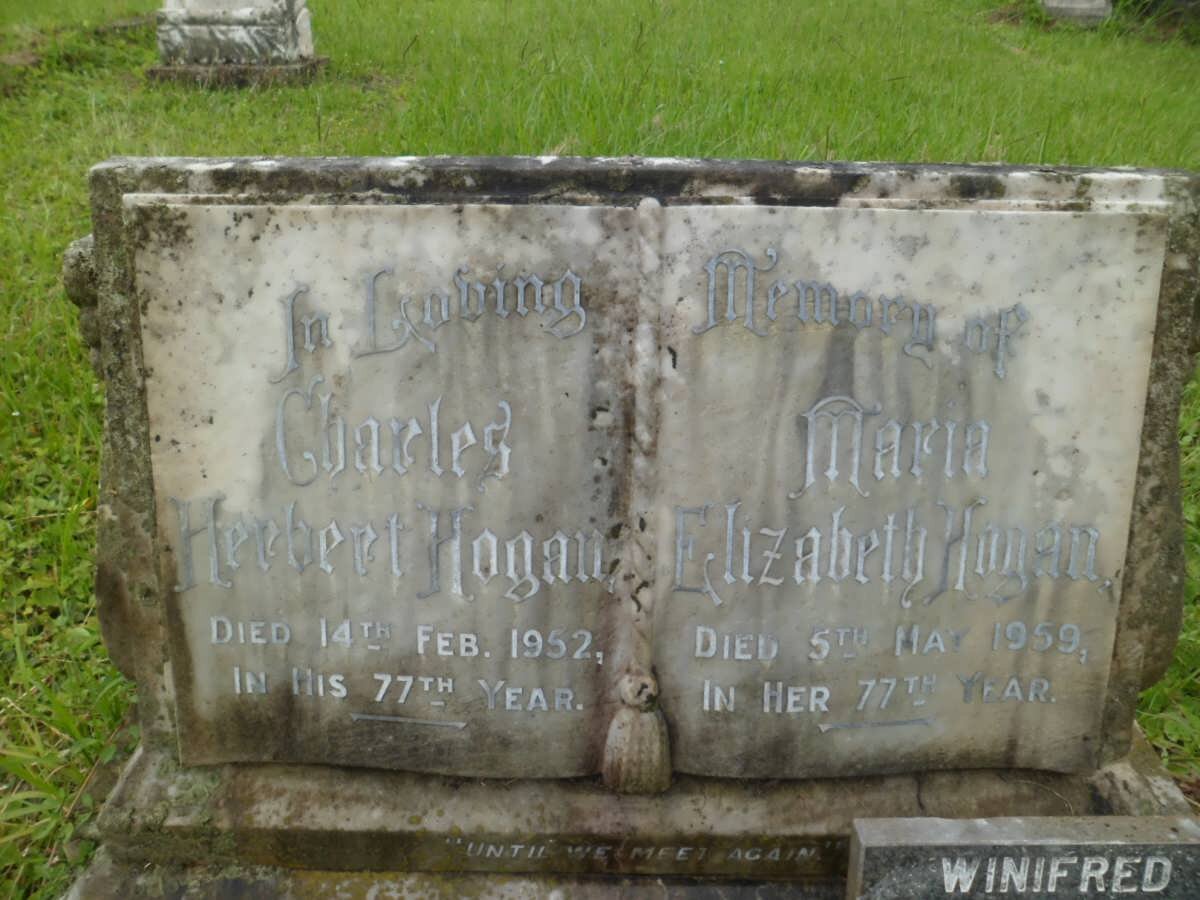 In Loving Memory of
Charles
Herbert Hogan,
DIED 14TH FEB. 1952,
IN HIS 77TH YEAR.
Maria
Elizabeth Hogan,
DIED 5TH MAY 1959,
IN HER 77TH YEAR.
"UNTIL WE MEET AGAIN."
WINIFRED